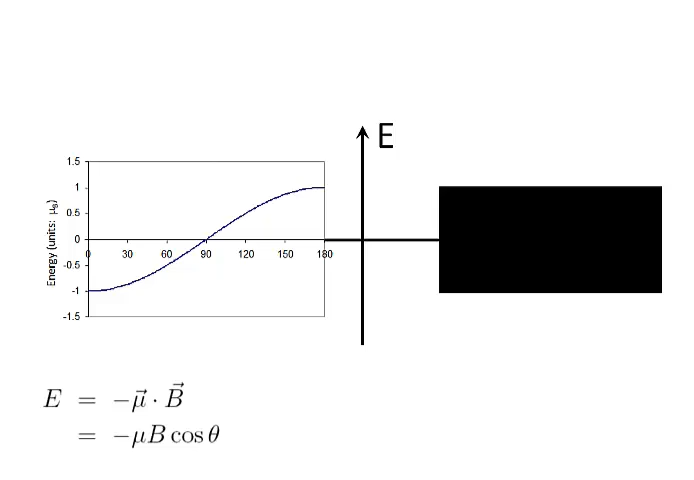 E
1.5
1
0.5
0
0 30 60 90 120 150 180
-0.5
-1
-1.5
Energy (units: μ_B)
E = −μ⃗ · B⃗
= −μB cos θ